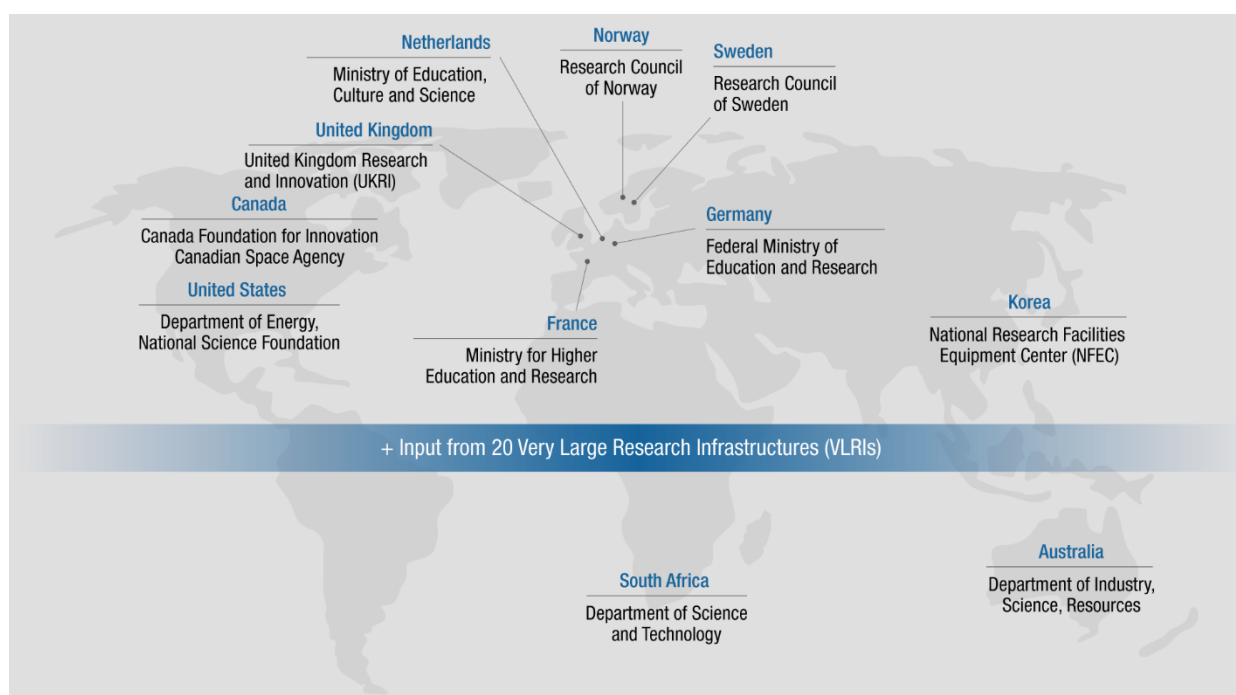 Netherlands
Ministry of Education,
Culture and Science
Norway
Research Council
of Norway
Sweden
Research Council
of Sweden
United Kingdom
United Kingdom Research
and Innovation (UKRI)
Canada
Canada Foundation for Innovation
Canadian Space Agency
Germany
Federal Ministry of
Education and Research
United States
Department of Energy,
National Science Foundation
France
Ministry for Higher
Education and Research
Korea
National Research Facilities
Equipment Center (NFEC)
+ Input from 20 Very Large Research Infrastructures (VLRIs)
South Africa
Department of Science
and Technology
Australia
Department of Industry,
Science, Resources